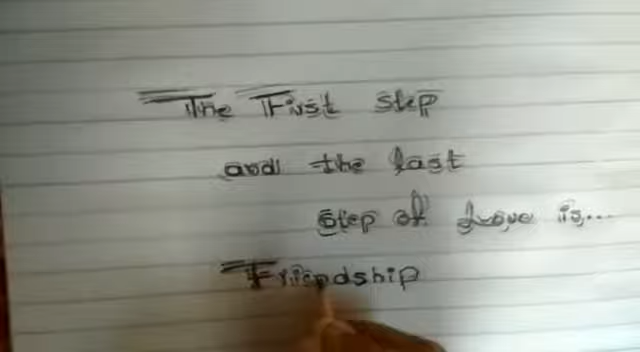 The First step
and the last
step of love is...
Friendship